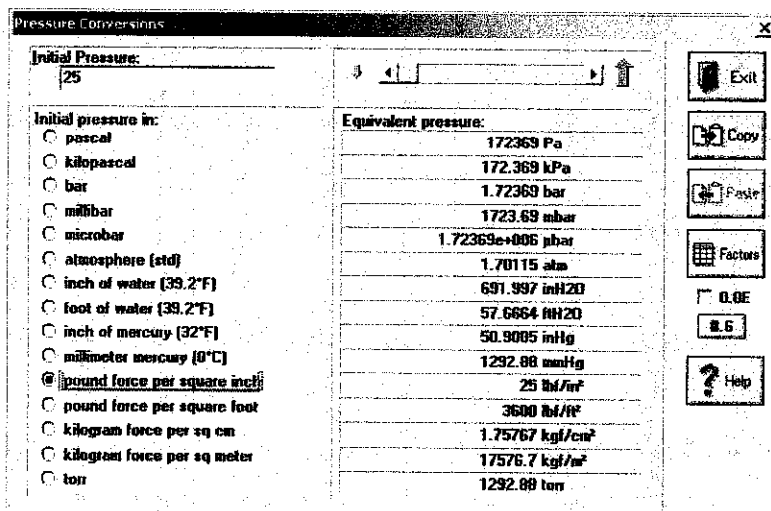 Pressure Conversions
x
Initial Pressure:
25
Initial pressure in:
pascal
kilopascal
bar
millibar
microbar
atmosphere (std)
inch of water (39.2°F)
foot of water (39.2°F)
inch of mercury (32°F)
millimeter mercury (0°C)
pound force per square inch
pound force per square foot
kilogram force per sq cm
kilogram force per sq meter
torr
Equivalent pressure:
172369 Pa
172.369 kPa
1.72369 bar
1723.69 mbar
1.72369e+006 µbar
1.70115 atm
691.997 inH2O
57.6664 ftH2O
50.9005 inHg
1292.88 mmHg
25 lbf/in²
3600 lbf/ft²
1.75767 kgf/cm²
17576.7 kgf/m²
1292.88 torr
Exit
Copy
Paste
Factors
0.0E
8.6
Help